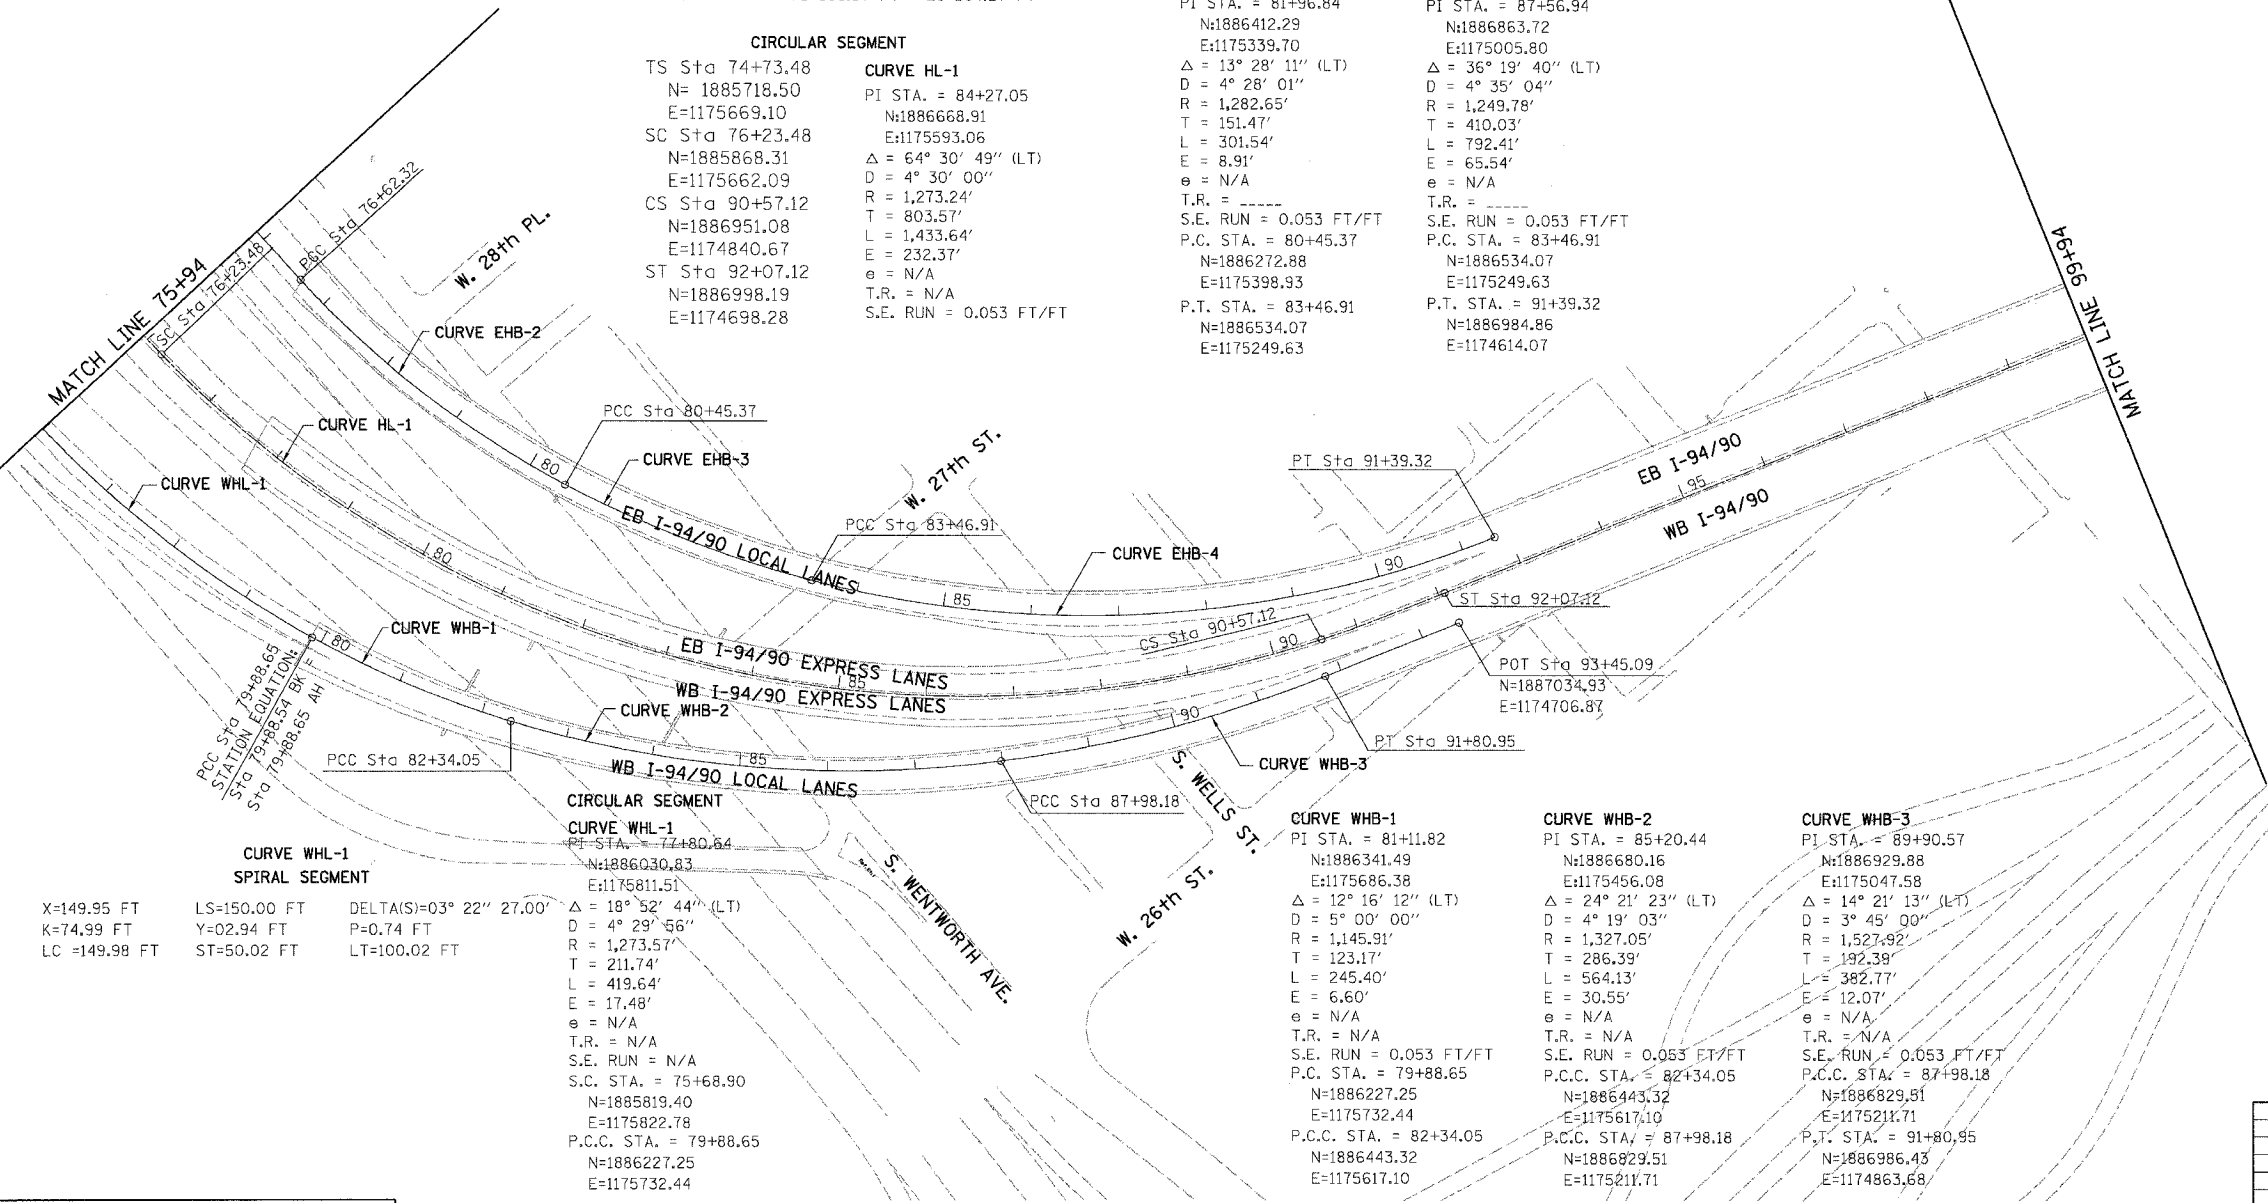 CIRCULAR SEGMENT
TS Sta 74+73.48
N= 1885718.50
E=1175669.10
SC Sta 76+23.48
N=1885868.31
E=1175662.09
CS Sta 90+57.12
N=1886951.08
E=1174840.67
ST Sta 92+07.12
N=1886998.19
E=1174698.28
CURVE HL-1
PI STA. = 84+27.05
N:1886668.91
E:1175593.06
Δ = 64° 30' 49" (LT)
D = 4° 30' 00"
R = 1,273.24'
T = 803.57'
L = 1,433.64'
E = 232.37'
e = N/A
T.R. = N/A
S.E. RUN = 0.053 FT/FT
PI STA. = 81+96.84
N:1886412.29
E:1175339.70
Δ = 13° 28' 11" (LT)
D = 4° 28' 01"
R = 1,282.65'
T = 151.47'
L = 301.54'
E = 8.91'
e = N/A
T.R. = _____
S.E. RUN = 0.053 FT/FT
P.C. STA. = 80+45.37
N=1886272.88
E=1175398.93
P.T. STA. = 83+46.91
N=1886534.07
E=1175249.63
PI STA. = 87+56.94
N:1886863.72
E:1175005.80
Δ = 36° 19' 40" (LT)
D = 4° 35' 04"
R = 1,249.78'
T = 410.03'
L = 792.41'
E = 65.54'
e = N/A
T.R. = _____
S.E. RUN = 0.053 FT/FT
P.C. STA. = 83+46.91
N=1886534.07
E=1175249.63
P.T. STA. = 91+39.32
N=1886984.86
E=1174614.07
MATCH LINE 75+94
SC Sta 76+23.48
PCC Sta 76+62.32
W. 28th PL.
CURVE EHB-2
CURVE HL-1
CURVE WHL-1
PCC Sta 80+45.37
CURVE EHB-3
80
EB I-94/90 LOCAL LANES
W. 27th ST.
PCC Sta 83+46.91
CURVE EHB-4
85
90
PT Sta 91+39.32
EB I-94/90
95
WB I-94/90
MATCH LINE 99+94
80
EB I-94/90 EXPRESS LANES
85
WB I-94/90 EXPRESS LANES
CS Sta 90+57.12
90
ST Sta 92+07.12
POT Sta 93+45.09
N=1887034.93
E=1174706.87
80
CURVE WHB-1
PCC Sta 79+88.65
STATION EQUATION:
Sta 79+88.54 BK =
Sta 79+88.65 AH
PCC Sta 82+34.05
CURVE WHB-2
85
WB I-94/90 LOCAL LANES
90
PT Sta 91+80.95
CURVE WHB-3
PCC Sta 87+98.18
S. WELLS ST.
W. 26th ST.
S. WENTWORTH AVE.
CURVE WHL-1
SPIRAL SEGMENT
X=149.95 FT LS=150.00 FT DELTA(S)=03° 22" 27.00'
K=74.99 FT Y=02.94 FT P=0.74 FT
LC =149.98 FT ST=50.02 FT LT=100.02 FT
CIRCULAR SEGMENT
CURVE WHL-1
PI STA. = 77+80.64
N:1886030.83
E:1175811.51
Δ = 18° 52' 44" (LT)
D = 4° 29' 56"
R = 1,273.57'
T = 211.74'
L = 419.64'
E = 17.48'
e = N/A
T.R. = N/A
S.E. RUN = N/A
S.C. STA. = 75+68.90
N=1885819.40
E=1175822.78
P.C.C. STA. = 79+88.65
N=1886227.25
E=1175732.44
CURVE WHB-1
PI STA. = 81+11.82
N:1886341.49
E:1175686.38
Δ = 12° 16' 12" (LT)
D = 5° 00' 00"
R = 1,145.91'
T = 123.17'
L = 245.40'
E = 6.60'
e = N/A
T.R. = N/A
S.E. RUN = 0.053 FT/FT
P.C. STA. = 79+88.65
N=1886227.25
E=1175732.44
P.C.C. STA. = 82+34.05
N=1886443.32
E=1175617.10
CURVE WHB-2
PI STA. = 85+20.44
N:1886680.16
E:1175456.08
Δ = 24° 21' 23" (LT)
D = 4° 19' 03"
R = 1,327.05'
T = 286.39'
L = 564.13'
E = 30.55'
e = N/A
T.R. = N/A
S.E. RUN = 0.053 FT/FT
P.C.C. STA. = 82+34.05
N=1886443.32
E=1175617.10
P.C.C. STA. = 87+98.18
N=1886829.51
E=1175211.71
CURVE WHB-3
PI STA. = 89+90.57
N:1886929.88
E:1175047.58
Δ = 14° 21' 13" (LT)
D = 3° 45' 00"
R = 1,527.92'
T = 192.39'
L = 382.77'
E = 12.07'
e = N/A
T.R. = N/A
S.E. RUN = 0.053 FT/FT
P.C.C. STA. = 87+98.18
N=1886829.51
E=1175211.71
P.T. STA. = 91+80.95
N=1886986.43
E=1174863.68